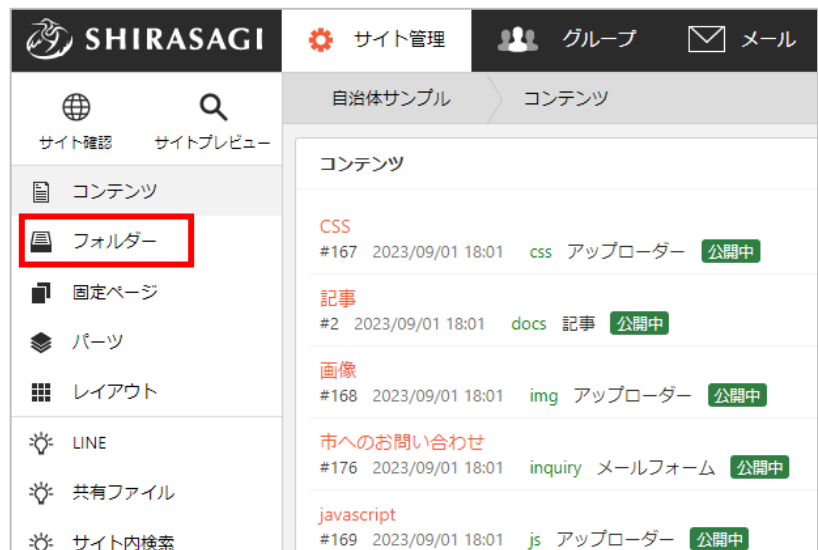 SHIRASAGI
サイト管理
グループ
メール
サイト確認
サイトプレビュー
自治体サンプル
コンテンツ
コンテンツ
フォルダー
固定ページ
パーツ
レイアウト
LINE
共有ファイル
サイト内検索
コンテンツ
CSS
#167 2023/09/01 18:01 css アップローダー 公開中
記事
#2 2023/09/01 18:01 docs 記事 公開中
画像
#168 2023/09/01 18:01 img アップローダー 公開中
市へのお問い合わせ
#176 2023/09/01 18:01 inquiry メールフォーム 公開中
javascript
#169 2023/09/01 18:01 js アップローダー 公開中